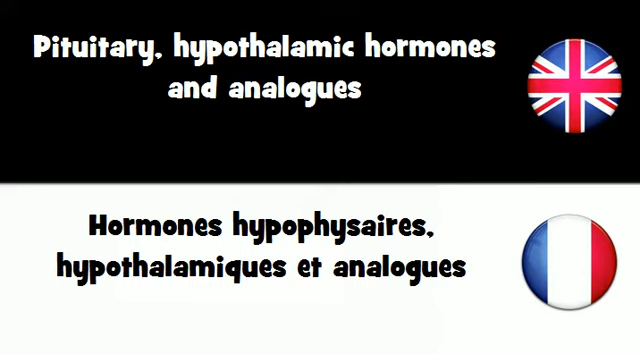 Pituitary, hypothalamic hormones
and analogues
Hormones hypophysaires,
hypothalamiques et analogues